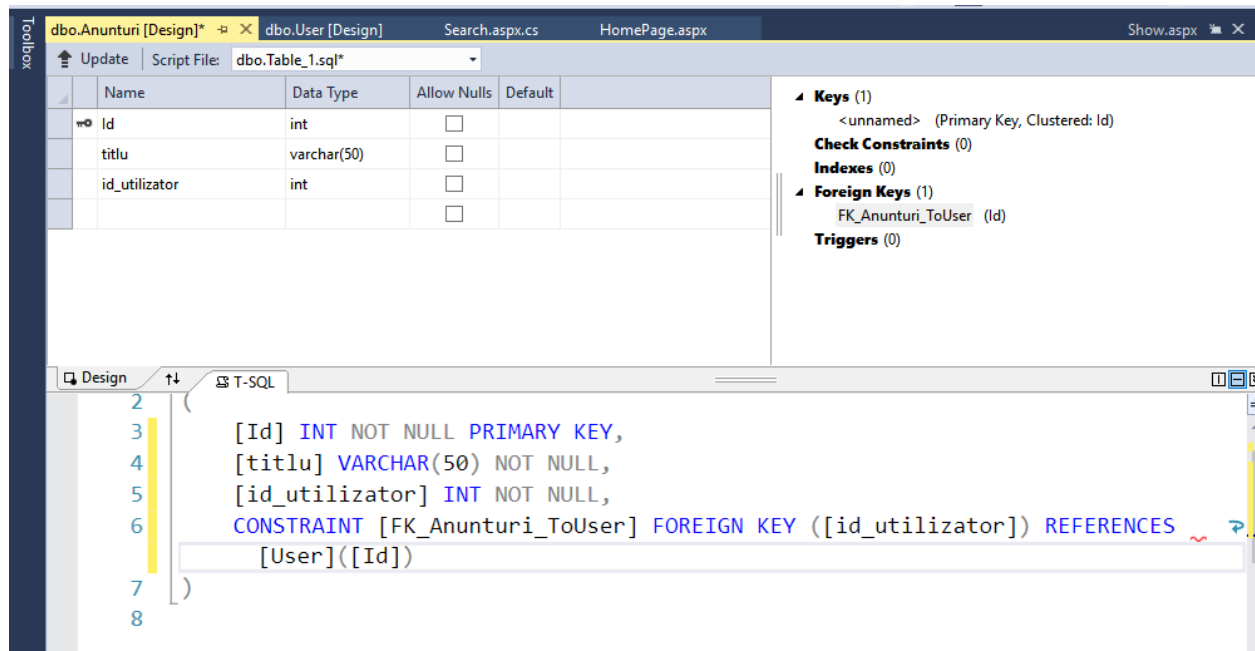 Toolbox
dbo.Anunturi [Design]* dbo.User [Design] Search.aspx.cs HomePage.aspx Show.aspx
Update Script File: dbo.Table_1.sql*
Name Data Type Allow Nulls Default
Id int
titlu varchar(50)
id_utilizator int
Keys (1)
<unnamed> (Primary Key, Clustered: Id)
Check Constraints (0)
Indexes (0)
Foreign Keys (1)
FK_Anunturi_ToUser (Id)
Triggers (0)
Design T-SQL
2 (
3 [Id] INT NOT NULL PRIMARY KEY,
4 [titlu] VARCHAR(50) NOT NULL,
5 [id_utilizator] INT NOT NULL,
6 CONSTRAINT [FK_Anunturi_ToUser] FOREIGN KEY ([id_utilizator]) REFERENCES
[User]([Id])
7 )
8